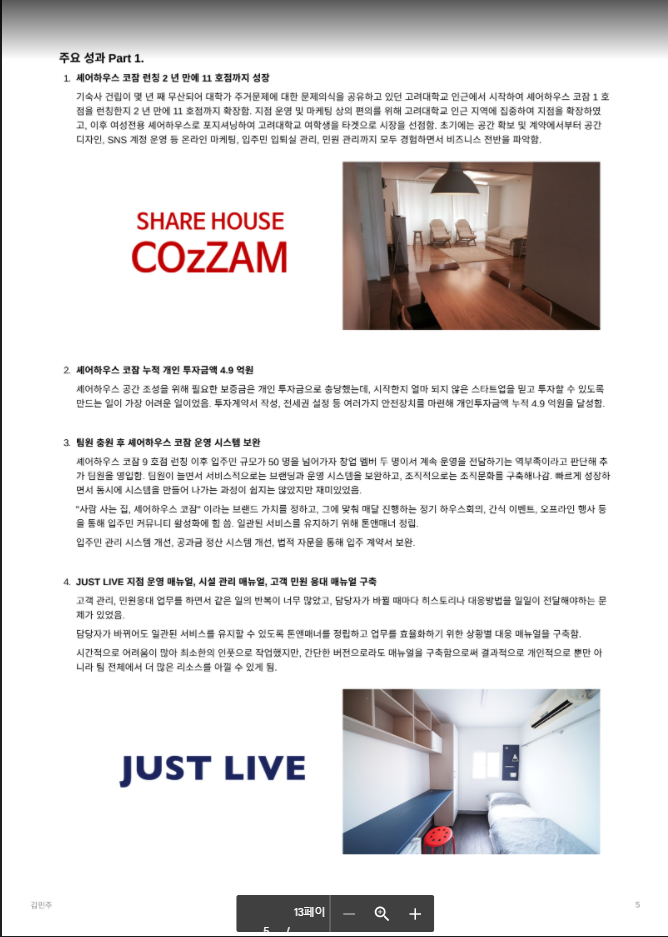 주요 성과 Part 1.
1. 셰어하우스 코잠 런칭 2 년 만에 11 호점까지 성장
기숙사 건립이 몇 년 째 무산되어 대학가 주거문제에 대한 문제의식을 공유하고 있던 고려대학교 인근에서 시작하여 셰어하우스 코잠 1 호
점을 런칭한지 2 년 만에 11 호점까지 확장함. 지점 운영 및 마케팅 상의 편의를 위해 고려대학교 인근 지역에 집중하여 지점을 확장하였
고, 이후 여성전용 셰어하우스로 포지셔닝하여 고려대학교 여학생을 타겟으로 시장을 선점함. 초기에는 공간 확보 및 계약에서부터 공간
디자인, SNS 계정 운영 등 온라인 마케팅, 입주민 입퇴실 관리, 민원 관리까지 모두 경험하면서 비즈니스 전반을 파악함.
SHARE HOUSE
COzZAM
2. 셰어하우스 코잠 누적 개인 투자금액 4.9 억원
셰어하우스 공간 조성을 위해 필요한 보증금은 개인 투자금으로 충당했는데, 시작한지 얼마 되지 않은 스타트업을 믿고 투자할 수 있도록
만드는 일이 가장 어려운 일이었음. 투자계약서 작성, 전세권 설정 등 여러가지 안전장치를 마련해 개인투자금액 누적 4.9 억원을 달성함.
3. 팀원 충원 후 셰어하우스 코잠 운영 시스템 보완
셰어하우스 코잠 9 호점 런칭 이후 입주민 규모가 50 명을 넘어가자 창업 멤버 두 명이서 계속 운영을 전담하기는 역부족이라고 판단해 추
가 팀원을 영입함. 팀원이 늘면서 서비스적으로는 브랜딩과 운영 시스템을 보완하고, 조직적으로는 조직문화를 구축해나감. 빠르게 성장하
면서 동시에 시스템을 만들어 나가는 과정이 쉽지는 않았지만 재미있었음.
"사람 사는 집, 셰어하우스 코잠" 이라는 브랜드 가치를 정하고, 그에 맞춰 매달 진행하는 정기 하우스회의, 간식 이벤트, 오프라인 행사 등
을 통해 입주민 커뮤니티 활성화에 힘 씀. 일관된 서비스를 유지하기 위해 톤앤매너 정립.
입주민 관리 시스템 개선, 공과금 정산 시스템 개선, 법적 자문을 통해 입주 계약서 보완.
4. JUST LIVE 지점 운영 매뉴얼, 시설 관리 매뉴얼, 고객 민원 응대 매뉴얼 구축
고객 관리, 민원응대 업무를 하면서 같은 일의 반복이 너무 많았고, 담당자가 바뀔 때마다 히스토리나 대응방법을 일일이 전달해야하는 문
제가 있었음.
담당자가 바뀌어도 일관된 서비스를 유지할 수 있도록 톤앤매너를 정립하고 업무를 효율화하기 위한 상황별 대응 매뉴얼을 구축함.
시간적으로 어려움이 많아 최소한의 인풋으로 작업했지만, 간단한 버전으로라도 매뉴얼을 구축함으로써 결과적으로 개인적으로 뿐만 아
니라 팀 전체에서 더 많은 리소스를 아낄 수 있게 됨.
JUST LIVE
김민주
5
13페이
5 /